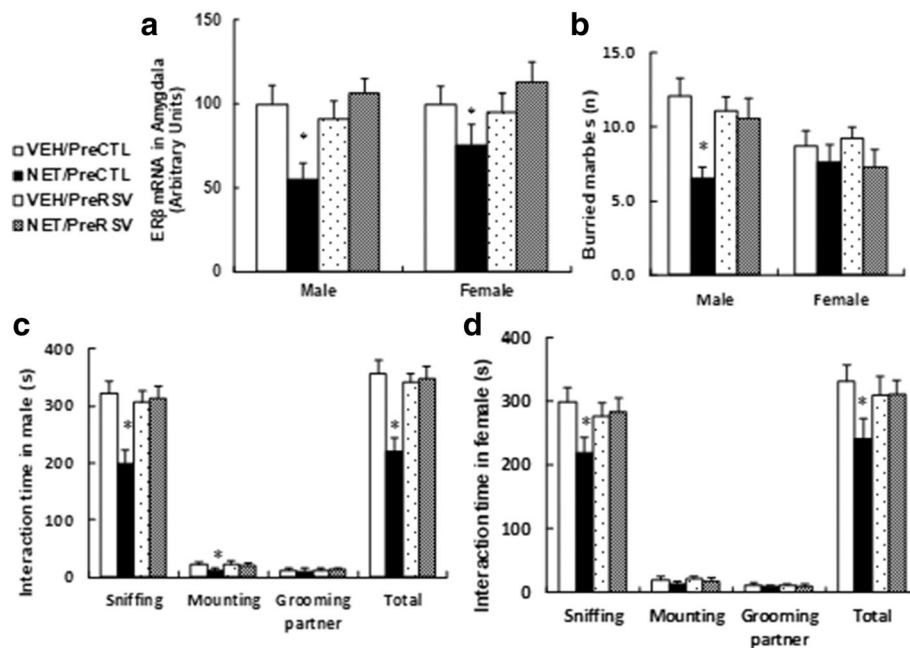 a
ERβ mRNA in Amygdala
(Arbitrary Units)
150
100
50
0
*
*
Male
Female
b
Burried marbles (n)
15.0
10.0
5.0
0.0
*
Male
Female
VEH/PreCTL
NET/PreCTL
VEH/PreRSV
NET/PreRSV
c
Interaction time in male (s)
400
300
200
100
0
*
*
*
Sniffing
Mounting
Grooming
partner
Total
d
Interaction time in female (s)
400
300
200
100
0
*
*
Sniffing
Mounting
Grooming
partner
Total